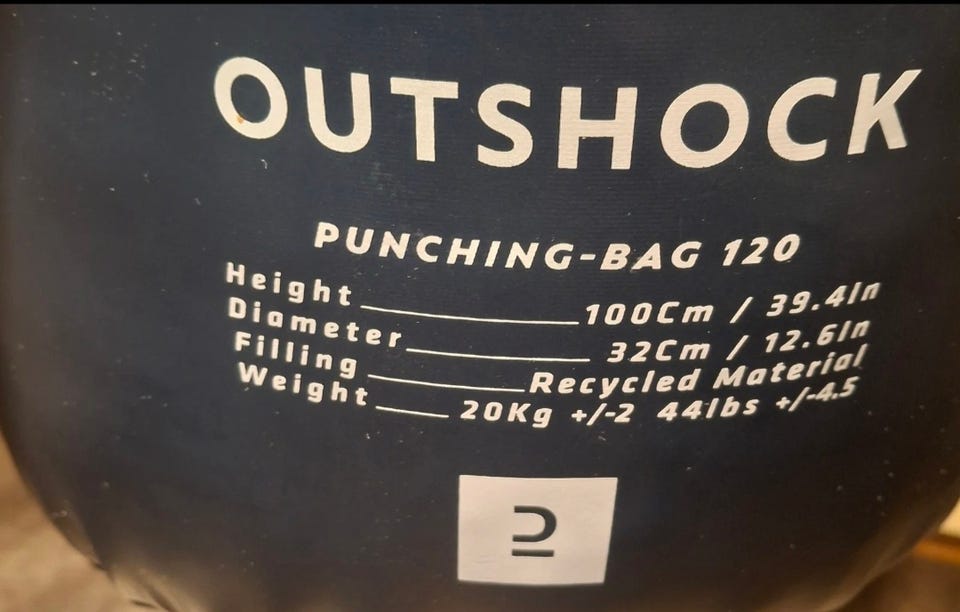 OUTSHOCK
PUNCHING-BAG 120
Height 100Cm / 39.4In
Diameter 32Cm / 12.6In
Filling Recycled Material
Weight 20Kg +/-2 44lbs +/-4.5